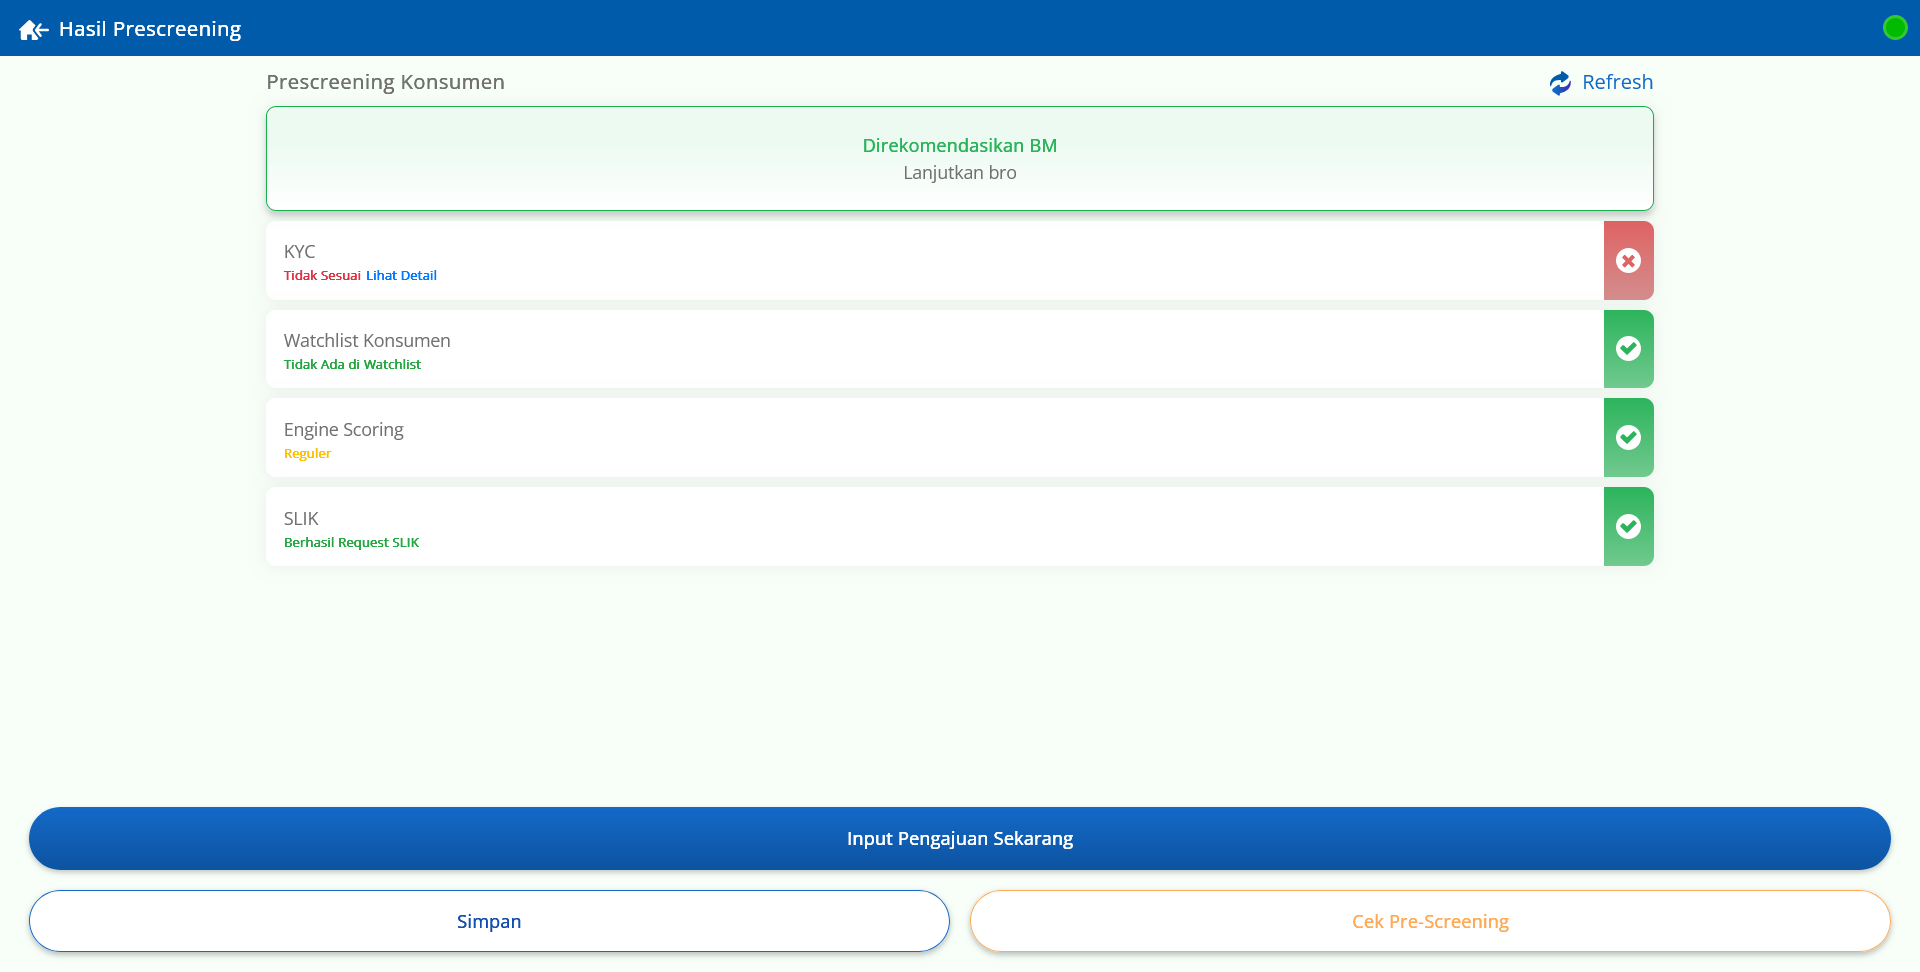 Hasil Prescreening
Prescreening Konsumen
Refresh
Direkomendasikan BM
Lanjutkan bro
KYC
Tidak Sesuai Lihat Detail
Watchlist Konsumen
Tidak Ada di Watchlist
Engine Scoring
Reguler
SLIK
Berhasil Request SLIK
Input Pengajuan Sekarang
Simpan
Cek Pre-Screening